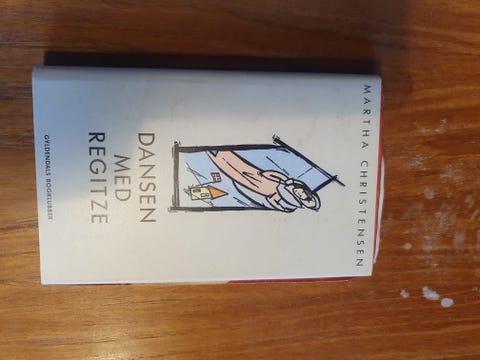 MARTHA CHRISTENSEN
DANSEN
MED
REGITZE
GYLDENDALS BOGKLUBBER